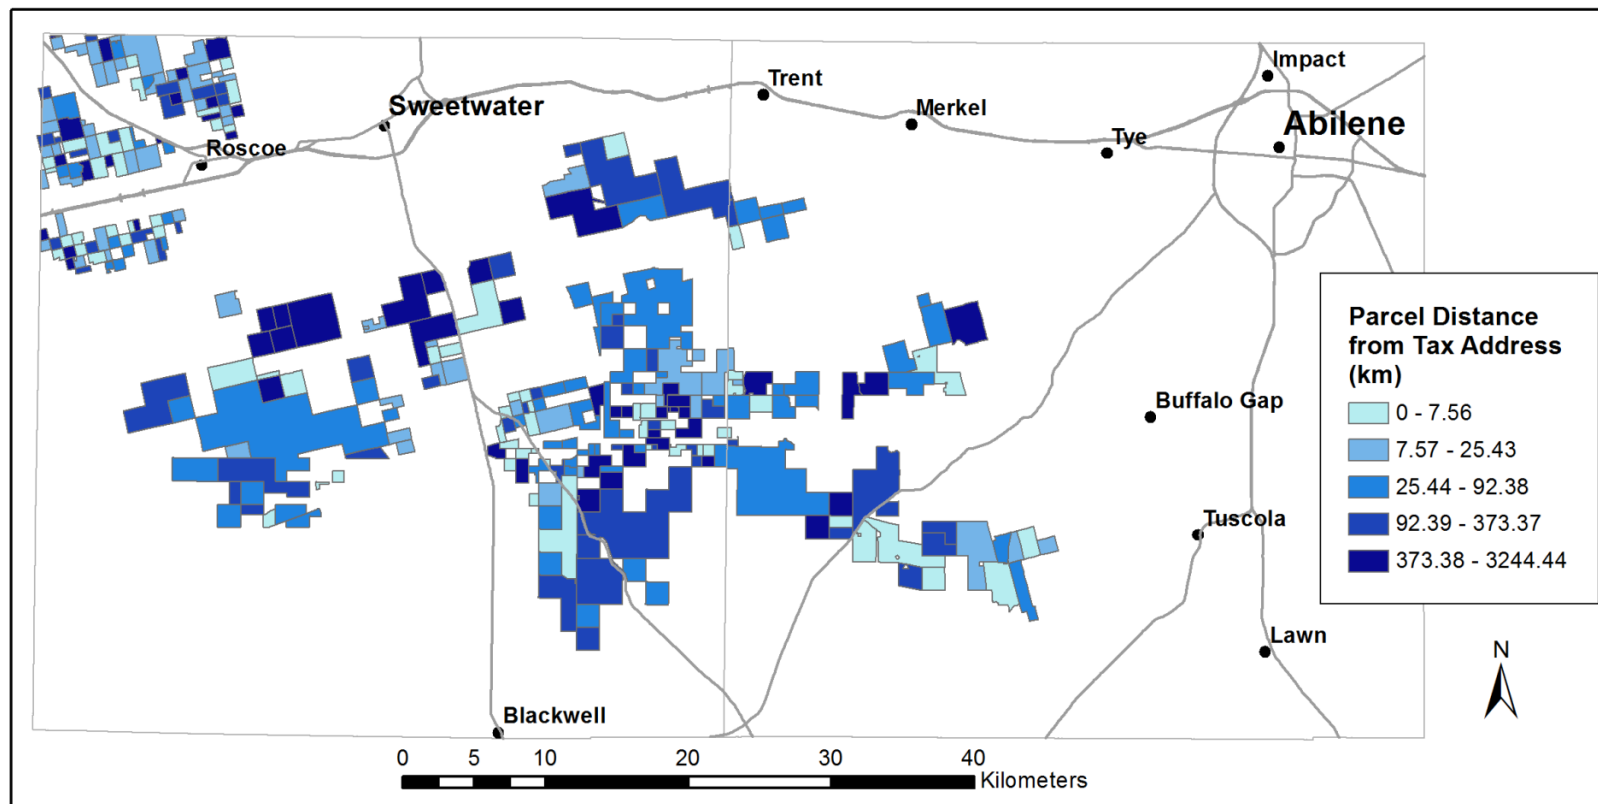 Impact
Trent
Sweetwater
Merkel
Abilene
Tye
Roscoe
Parcel Distance
from Tax Address
(km)
0 - 7.56
7.57 - 25.43
25.44 - 92.38
92.39 - 373.37
373.38 - 3244.44
Buffalo Gap
Tuscola
Lawn
N
Blackwell
0 5 10 20 30 40
Kilometers